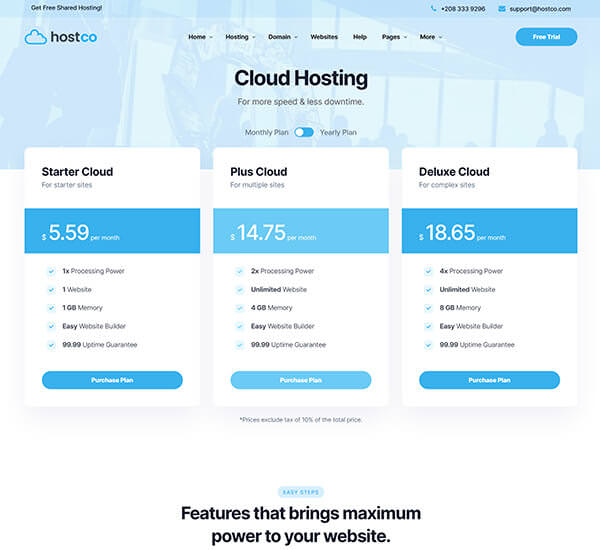 Get Free Shared Hosting!
+208 333 9296
support@hostco.com
hostco
Home
Hosting
Domain
Websites
Help
Pages
More
Free Trial
Cloud Hosting
For more speed & less downtime.
Monthly Plan
Yearly Plan
Starter Cloud
For starter sites
$ 5.59 per month
1x Processing Power
1 Website
1 GB Memory
Easy Website Builder
99.99 Uptime Guarantee
Purchase Plan
Plus Cloud
For multiple sites
$ 14.75 per month
2x Processing Power
Unlimited Website
4 GB Memory
Easy Website Builder
99.99 Uptime Guarantee
Purchase Plan
Deluxe Cloud
For complex sites
$ 18.65 per month
4x Processing Power
Unlimited Website
8 GB Memory
Easy Website Builder
99.99 Uptime Guarantee
Purchase Plan
*Prices exclude tax of 10% of the total price.
EASY STEPS
Features that brings maximum
power to your website.